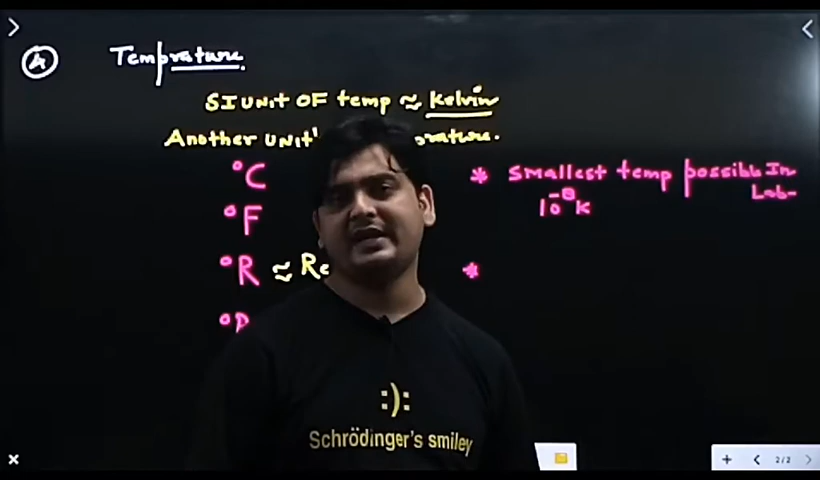 A Temprature.
SI UNIT OF temp ≈ Kelvin
Another UNIT
°C
* Smallest temp possible In Lab-
10⁻⁸ K
°F
°R ≈ Re
*
:):
Schrödinger's smiley
2/2